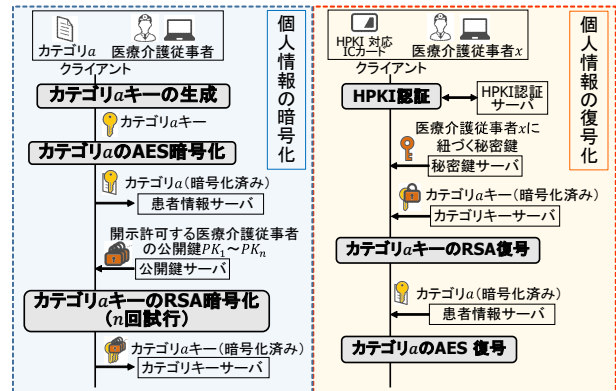 カテゴリa
医療介護従事者
クライアント
個人情報の暗号化
カテゴリaキーの生成
カテゴリaキー
カテゴリaのAES暗号化
カテゴリa(暗号化済み)
患者情報サーバ
開示許可する医療介護従事者
の公開鍵PK1～PKn
公開鍵サーバ
カテゴリaキーのRSA暗号化
(n回試行)
カテゴリaキー(暗号化済み)
カテゴリキーサーバ
HPKI 対応
ICカード
医療介護従事者x
クライアント
個人情報の復号化
HPKI認証
HPKI認証
サーバ
医療介護従事者xに
紐づく秘密鍵
秘密鍵サーバ
カテゴリaキー(暗号化済み)
カテゴリキーサーバ
カテゴリaキーのRSA復号
カテゴリa(暗号化済み)
患者情報サーバ
カテゴリaのAES 復号